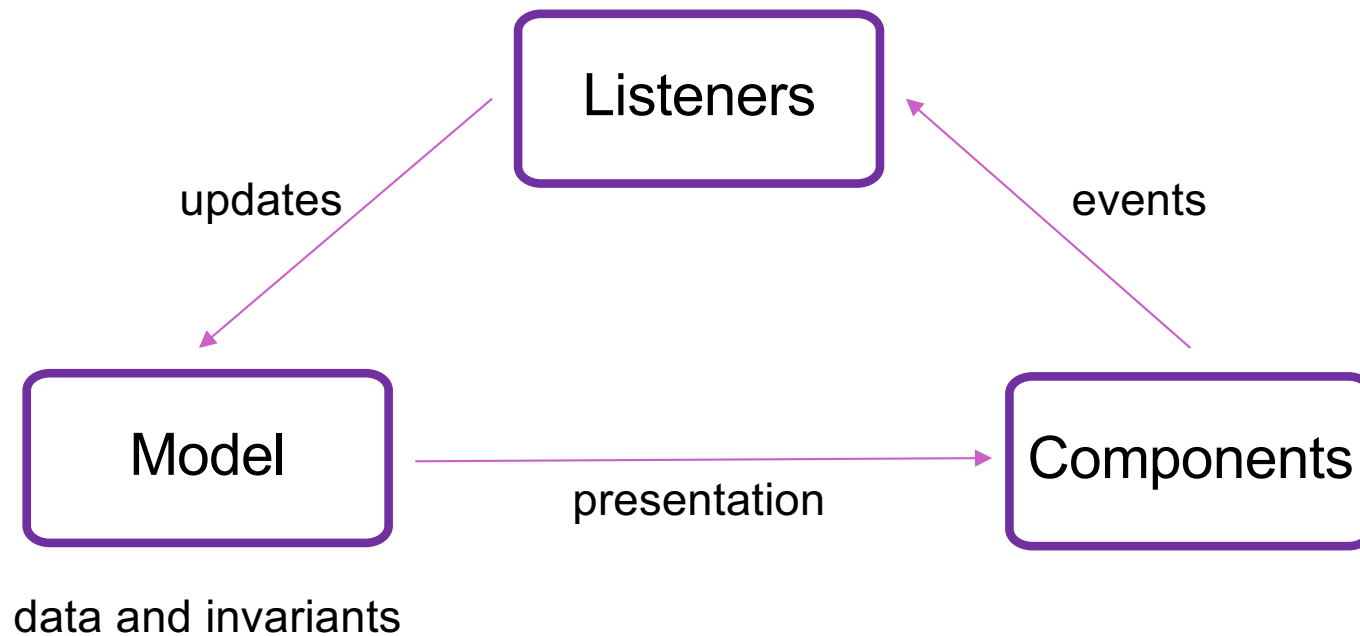 Listeners
updates
events
Model
Components
presentation
data and invariants